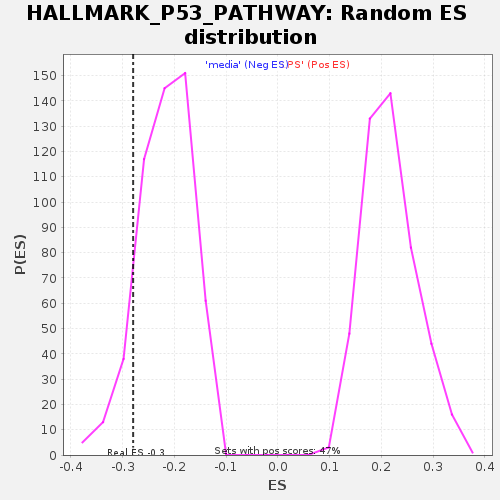 HALLMARK_P53_PATHWAY: Random ES
distribution
'media' (Neg ES) PS' (Pos ES)
P(ES)
150
140
130
120
110
100
90
80
70
60
50
40
30
20
10
0
Real ES -0.3
Sets with pos scores: 47%
-0.4 -0.3 -0.2 -0.1 0.0 0.1 0.2 0.3 0.4
ES